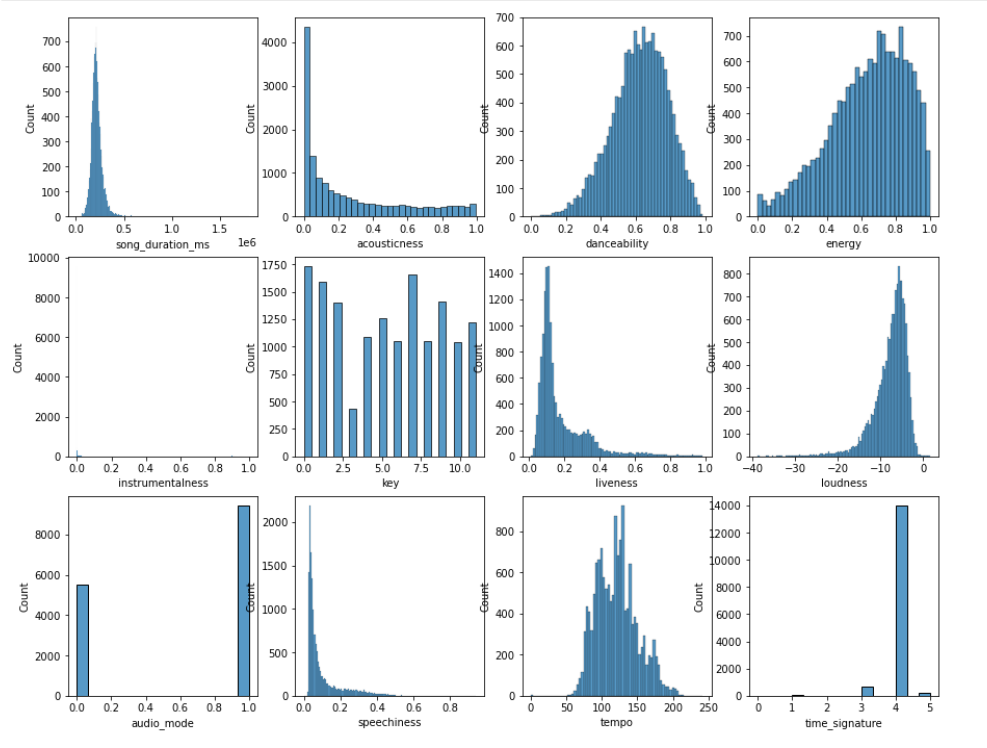 700
600
500
400
300
200
100
0
Count
0.0 0.5 1.0 1.5
1e6
song_duration_ms
4000
3000
2000
1000
0
Count
0.0 0.2 0.4 0.6 0.8 1.0
acousticness
700
600
500
400
300
200
100
0
Count
0.0 0.2 0.4 0.6 0.8 1.0
danceability
700
600
500
400
300
200
100
0
Count
0.0 0.2 0.4 0.6 0.8 1.0
energy
10000
8000
6000
4000
2000
0
Count
0.0 0.2 0.4 0.6 0.8 1.0
instrumentalness
1750
1500
1250
1000
750
500
250
0
Count
0.0 2.5 5.0 7.5 10.0
key
1400
1200
1000
800
600
400
200
0
Count
0.0 0.2 0.4 0.6 0.8 1.0
liveness
800
700
600
500
400
300
200
100
0
Count
−40 −30 −20 −10 0
loudness
8000
6000
4000
2000
0
Count
0.0 0.2 0.4 0.6 0.8 1.0
audio_mode
2000
1500
1000
500
0
Count
0.0 0.2 0.4 0.6 0.8
speechiness
800
600
400
200
0
Count
0 50 100 150 200 250
tempo
14000
12000
10000
8000
6000
4000
2000
0
Count
0 1 2 3 4 5
time_signature